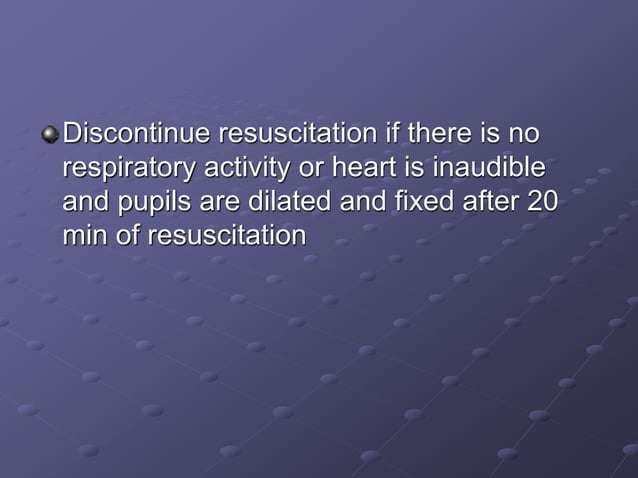 Discontinue resuscitation if there is no
respiratory activity or heart is inaudible
and pupils are dilated and fixed after 20
min of resuscitation